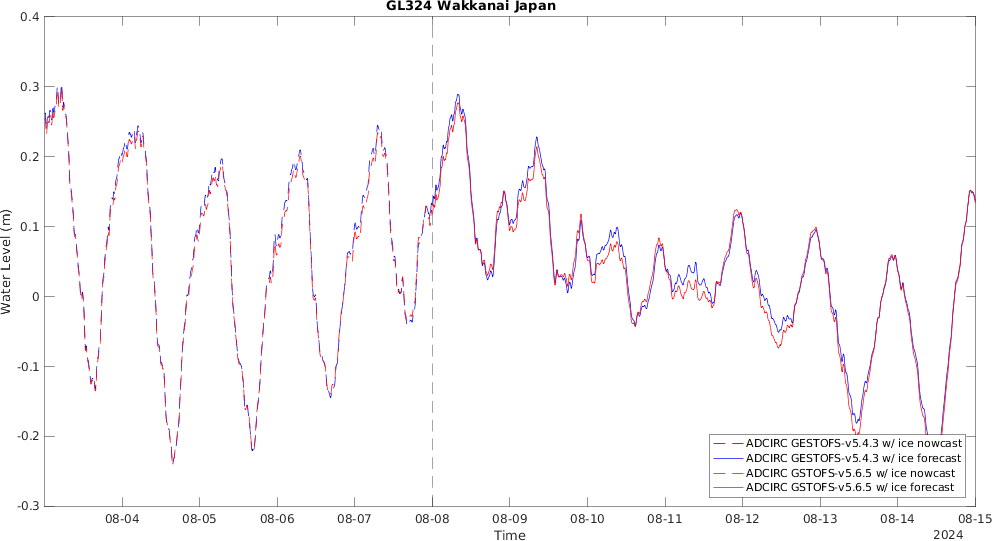 GL324 Wakkanai Japan
0.4
0.3
0.2
0.1
0
-0.1
-0.2
-0.3
Water Level (m)
08-04 08-05 08-06 08-07 08-08 08-09 08-10 08-11 08-12 08-13 08-14 08-15
Time
2024
ADCIRC GESTOFS-v5.4.3 w/ ice nowcast
ADCIRC GESTOFS-v5.4.3 w/ ice forecast
ADCIRC GSTOFS-v5.6.5 w/ ice nowcast
ADCIRC GSTOFS-v5.6.5 w/ ice forecast